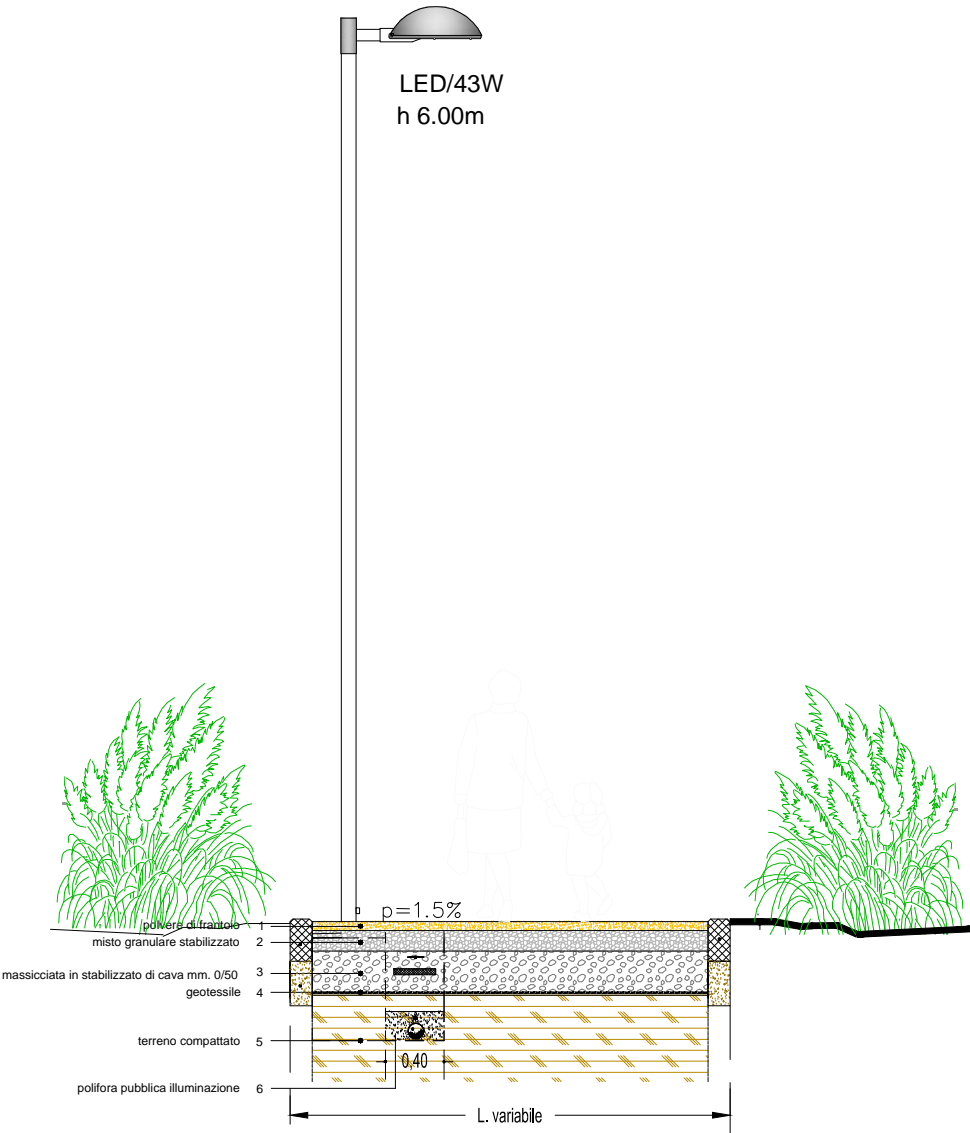 LED/43W
h 6.00m
p=1.5%
polvere di frantoio 1
misto granulare stabilizzato 2
massicciata in stabilizzato di cava mm. 0/50 3
geotessile 4
terreno compattato 5
0,40
polifora pubblica illuminazione 6
L. variabile